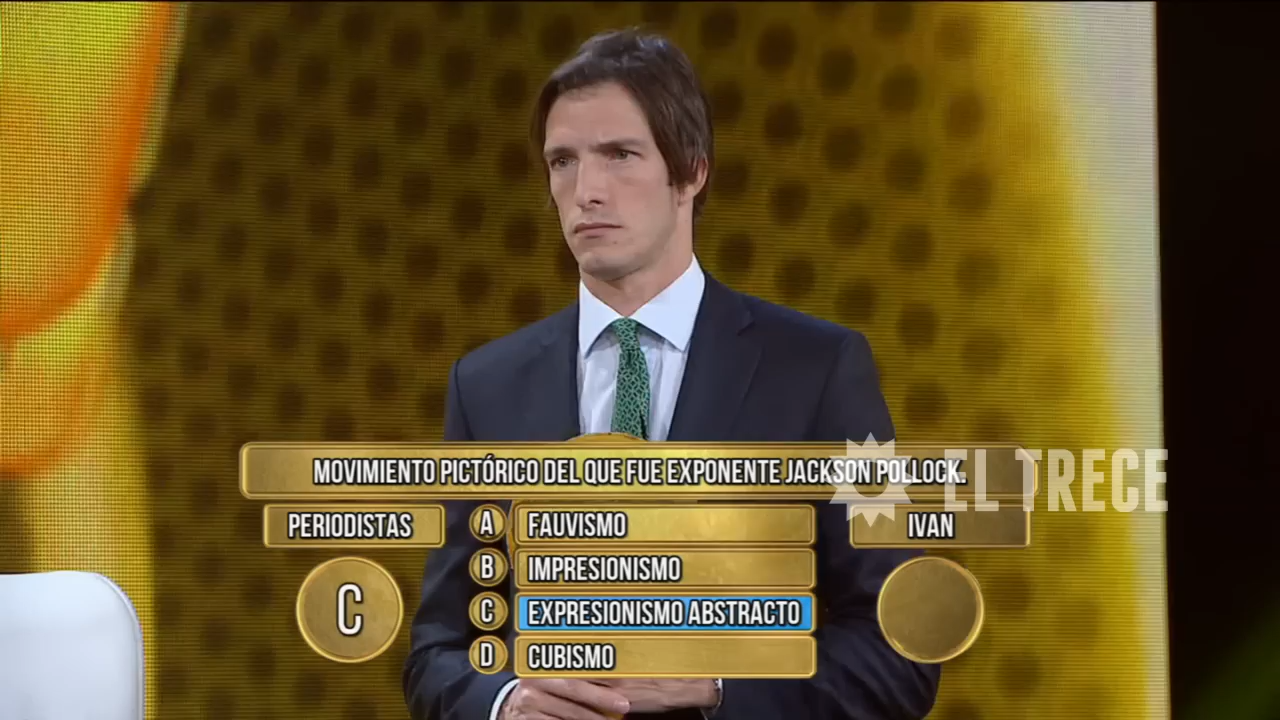 MOVIMIENTO PICTÓRICO DEL QUE FUE EXPONENTE JACKSON POLLOCK.
EL TRECE
PERIODISTAS
IVAN
A FAUVISMO
B IMPRESIONISMO
C
C EXPRESIONISMO ABSTRACTO
D CUBISMO